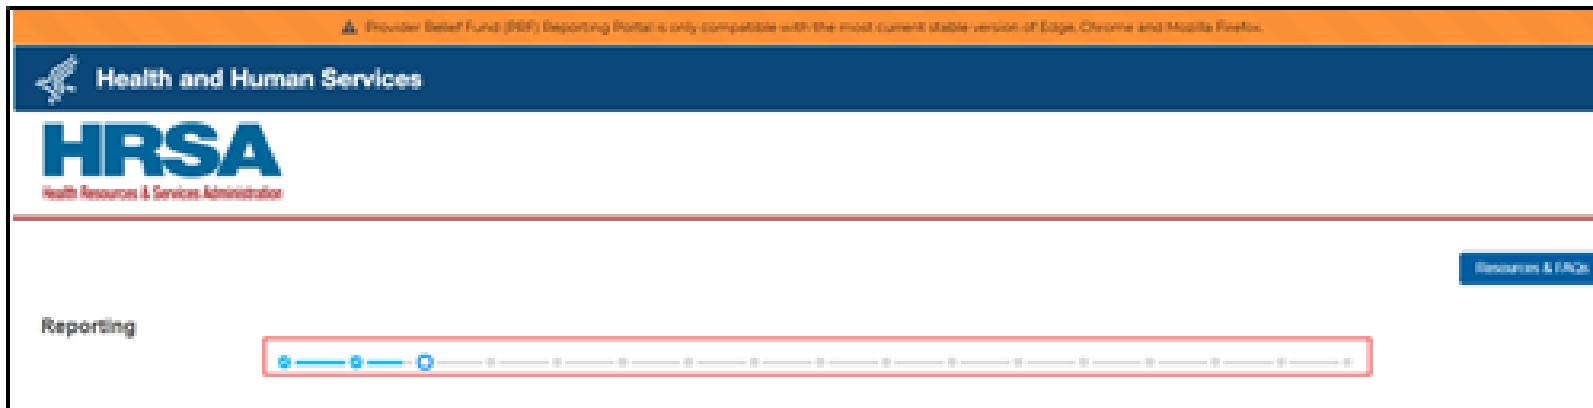 Provider Relief Fund (PRF) Reporting Portal is only compatible with the most current stable version of Edge, Chrome and Mozilla Firefox.
Health and Human Services
HRSA
Health Resources & Services Administration
Resources & FAQs
Reporting